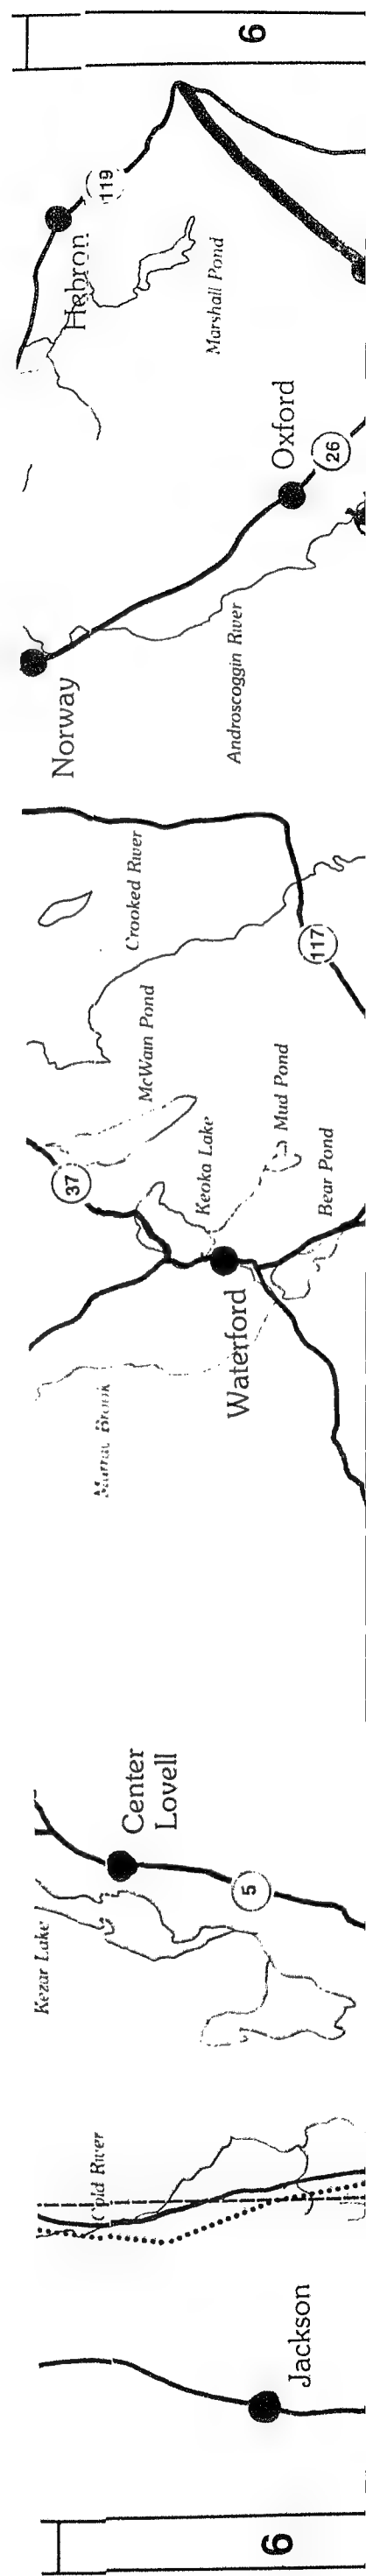 6
119
Hebron
Marshall Pond
Oxford
26
Norway
Androscoggin River
Crooked River
117
McWain Pond
37
Keoka Lake
Mud Pond
Bear Pond
Waterford
Brook
Center
Lovell
5
Kezar Lake
Cold River
Jackson
6